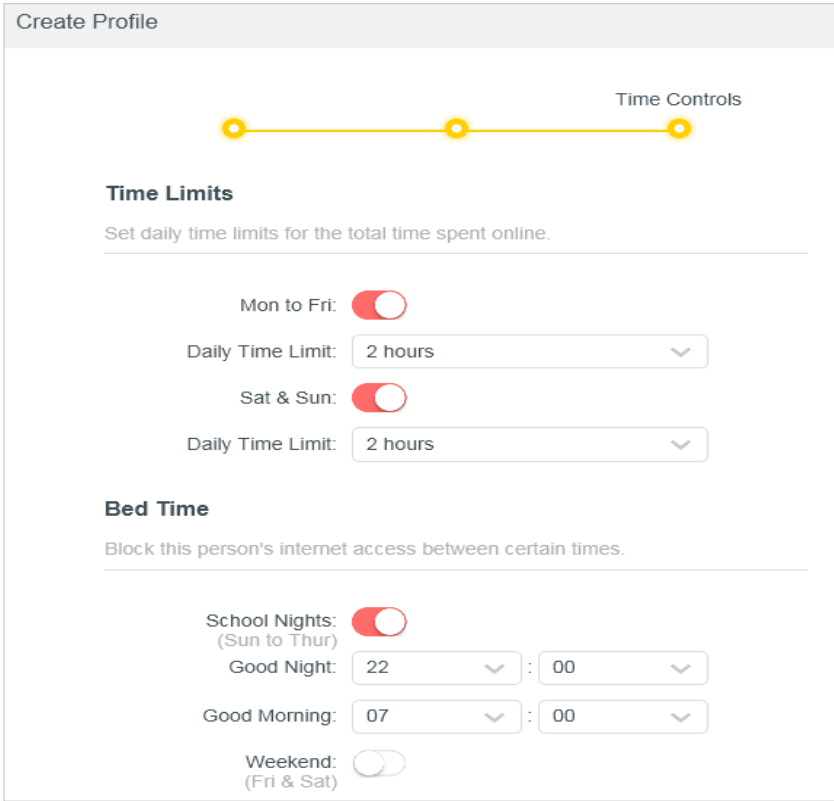 Create Profile
Time Controls
Time Limits
Set daily time limits for the total time spent online.
Mon to Fri:
Daily Time Limit: 2 hours
Sat & Sun:
Daily Time Limit: 2 hours
Bed Time
Block this person's internet access between certain times.
School Nights:
(Sun to Thur)
Good Night: 22 : 00
Good Morning: 07 : 00
Weekend:
(Fri & Sat)